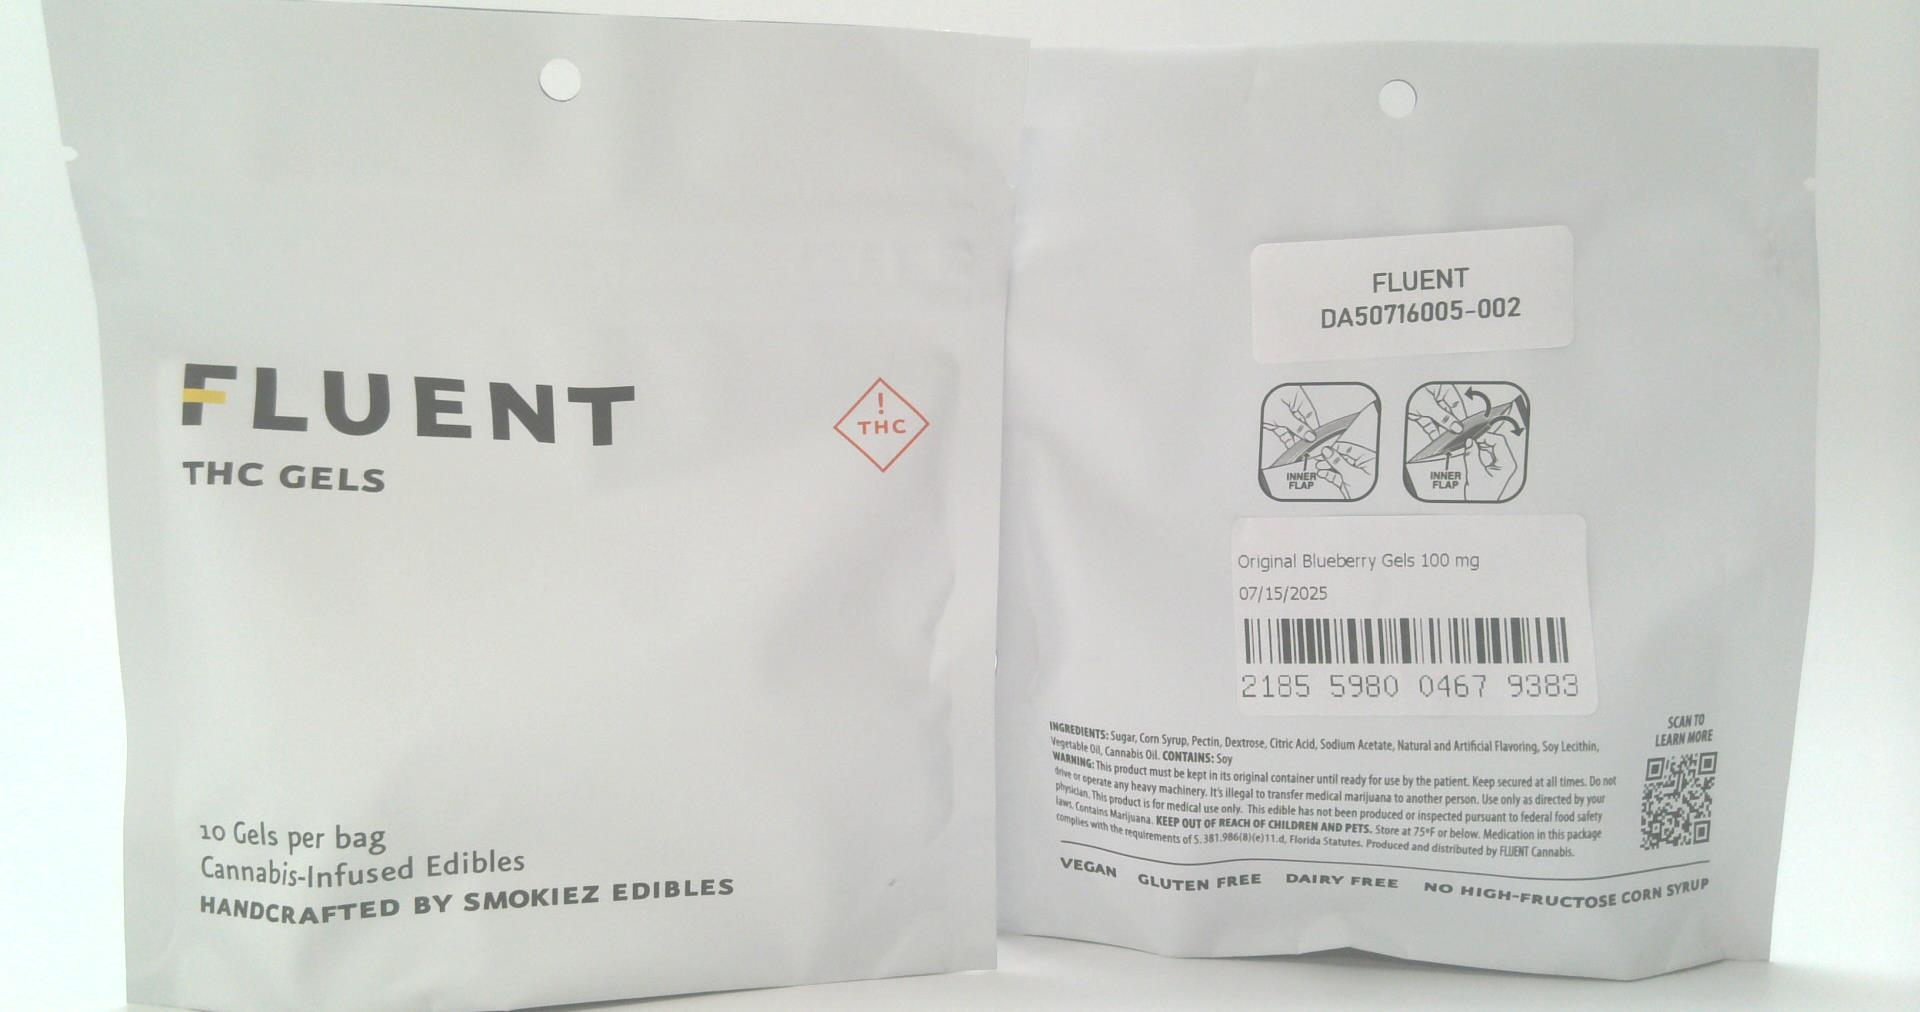 FLUENT
THC GELS
!
THC
10 Gels per bag
Cannabis-Infused Edibles
HANDCRAFTED BY SMOKIEZ EDIBLES
FLUENT
DA50716005-002
INNER
FLAP
INNER
FLAP
Original Blueberry Gels 100 mg
07/15/2025
2185 5980 0467 9383
SCAN TO
LEARN MORE
INGREDIENTS: Sugar, Corn Syrup, Pectin, Dextrose, Citric Acid, Sodium Acetate, Natural and Artificial Flavoring, Soy Lecithin,
Vegetable Oil, Cannabis Oil. CONTAINS: Soy
WARNING: This product must be kept in its original container until ready for use by the patient. Keep secured at all times. Do not
drive or operate any heavy machinery. It's illegal to transfer medical marijuana to another person. Use only as directed by your
physician. This product is for medical use only. This edible has not been produced or inspected pursuant to federal food safety
laws. Contains Marijuana. KEEP OUT OF REACH OF CHILDREN AND PETS. Store at 75ºF or below. Medication in this package
complies with the requirements of S. 381.986(8)(e)11.d, Florida Statutes. Produced and distributed by FLUENT Cannabis.
VEGAN GLUTEN FREE DAIRY FREE NO HIGH-FRUCTOSE CORN SYRUP